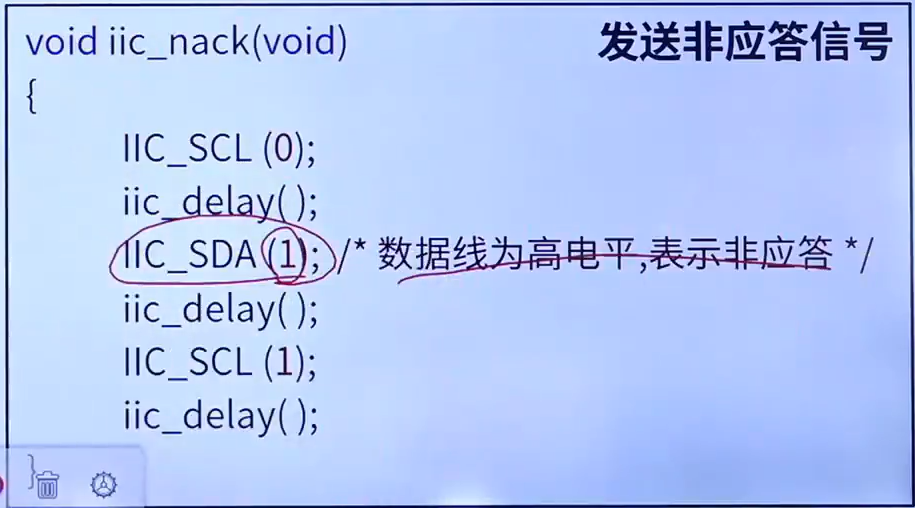 void iic_nack(void)
发送非应答信号
{
IIC_SCL (0);
iic_delay( );
IIC_SDA (1); /* 数据线为高电平,表示非应答 */
iic_delay( );
IIC_SCL (1);
iic_delay( );
}